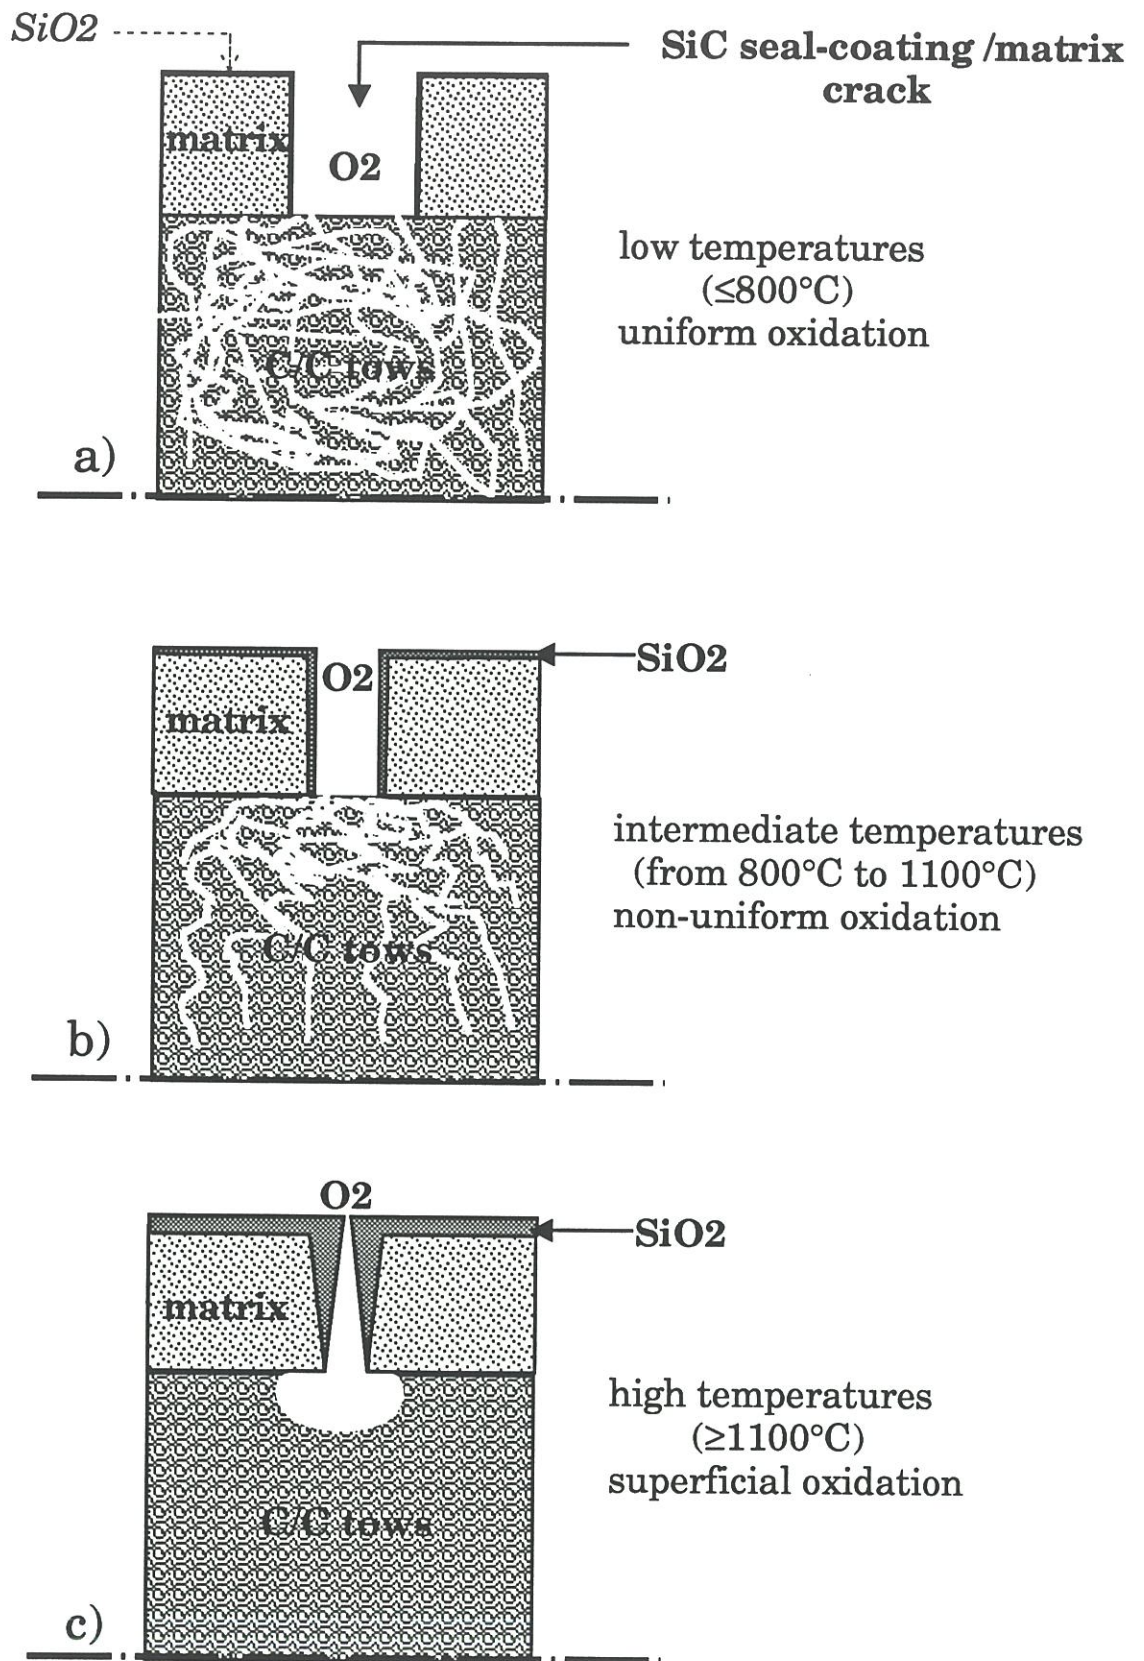 SiO2
SiC seal-coating /matrix
crack
matrix
O2
low temperatures
(≤800°C)
uniform oxidation
C/C tows
a)
O2
SiO2
matrix
intermediate temperatures
(from 800°C to 1100°C)
non-uniform oxidation
C/C tows
b)
O2
SiO2
matrix
high temperatures
(≥1100°C)
superficial oxidation
C/C tows
c)